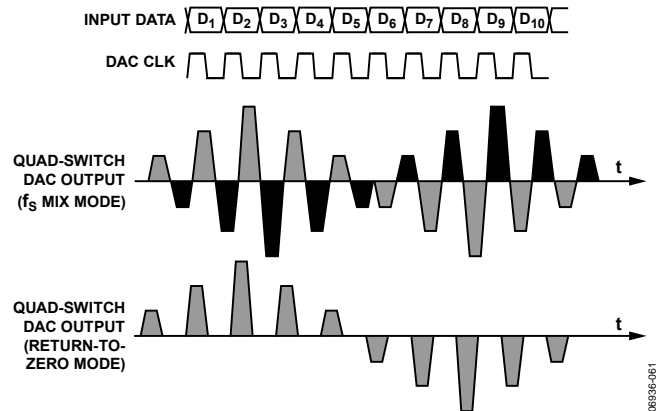 INPUT DATA D1 D2 D3 D4 D5 D6 D7 D8 D9 D10
DAC CLK
QUAD-SWITCH
DAC OUTPUT
(fS MIX MODE)
t
QUAD-SWITCH
DAC OUTPUT
(RETURN-TO-
ZERO MODE)
t
06936-061